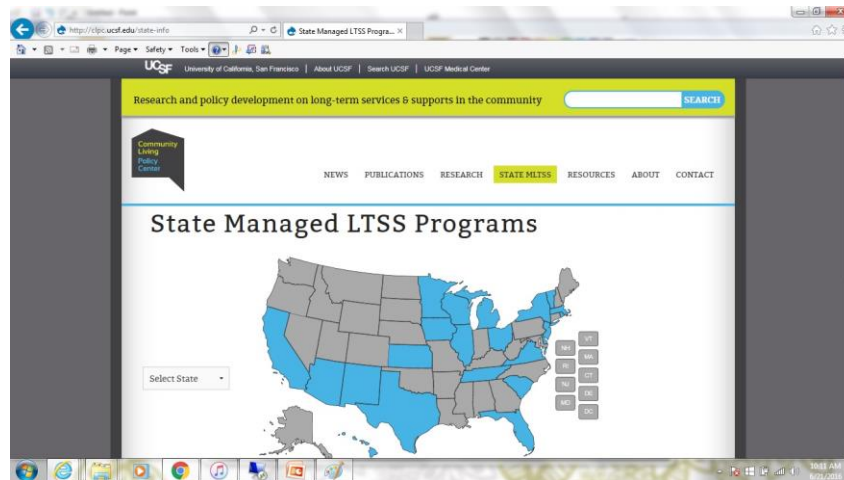 http://clpc.ucsf.edu/state-info
State Managed LTSS Progra...
Page Safety Tools
UCSF University of California, San Francisco | About UCSF | Search UCSF | UCSF Medical Center
Research and policy development on long-term services & supports in the community SEARCH
Community
Living
Policy
Center
NEWS PUBLICATIONS RESEARCH STATE MLTSS RESOURCES ABOUT CONTACT
State Managed LTSS Programs
VT
NH
MA
RI
CT
NJ
DE
MD
DC
Select State
10:11 AM